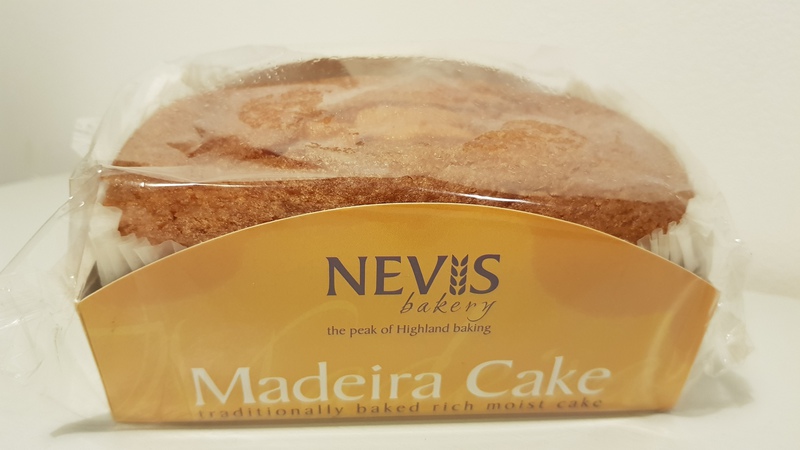 NEVIS
bakery
the peak of Highland baking
Madeira Cake
traditionally baked rich moist cake